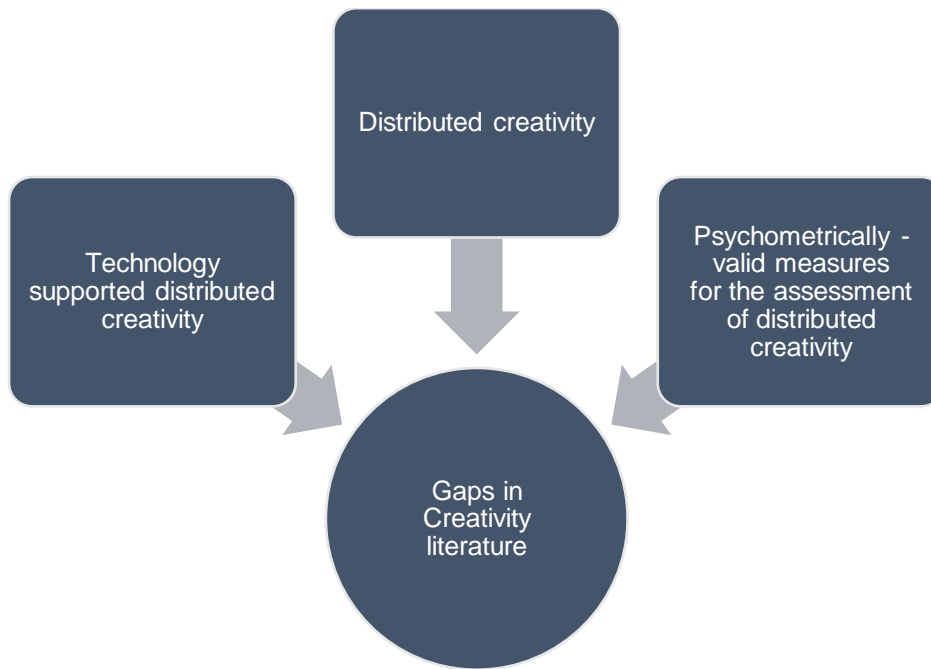 Distributed creativity
Technology
supported distributed
creativity
Psychometrically -
valid measures
for the assessment
of distributed
creativity
Gaps in
Creativity
literature